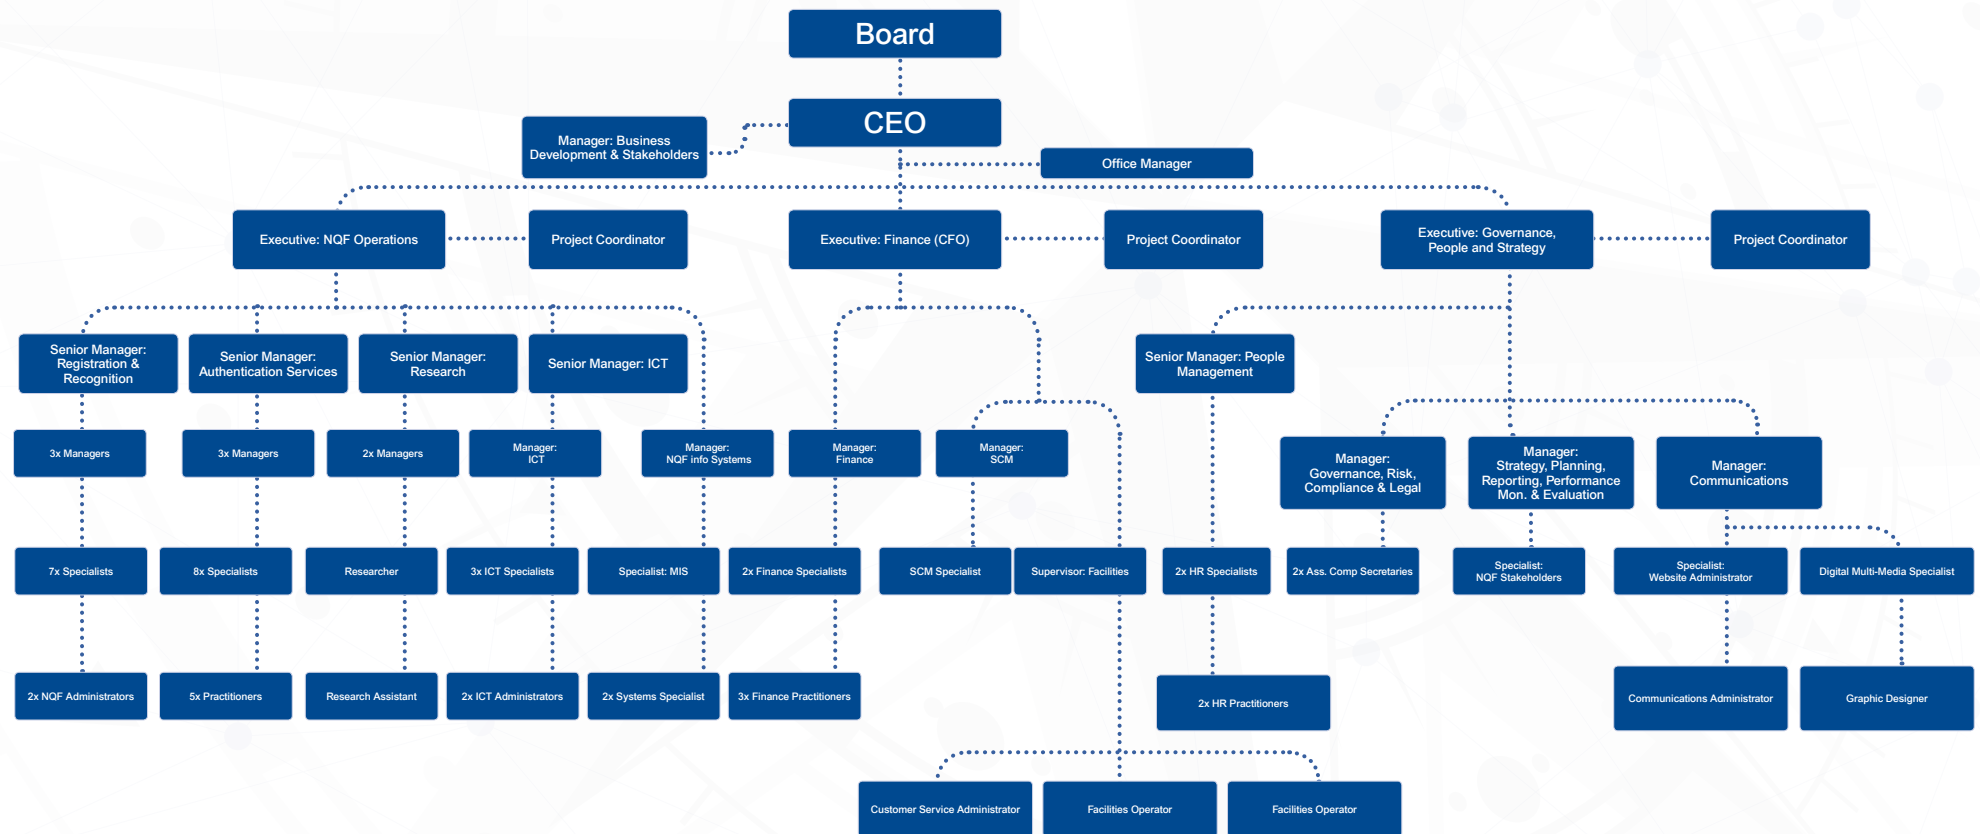 Board
CEO
Manager: Business
Development & Stakeholders
Office Manager
Executive: NQF Operations
Project Coordinator
Executive: Finance (CFO)
Project Coordinator
Executive: Governance,
People and Strategy
Project Coordinator
Senior Manager:
Registration &
Recognition
Senior Manager:
Authentication Services
Senior Manager:
Research
Senior Manager: ICT
Senior Manager: People
Management
3x Managers
3x Managers
2x Managers
Manager:
ICT
Manager:
NQF info Systems
Manager:
Finance
Manager:
SCM
Manager:
Governance, Risk,
Compliance & Legal
Manager:
Strategy, Planning,
Reporting, Performance
Mon. & Evaluation
Manager:
Communications
7x Specialists
8x Specialists
Researcher
3x ICT Specialists
Specialist: MIS
2x Finance Specialists
SCM Specialist
Supervisor: Facilities
2x HR Specialists
2x Ass. Comp Secretaries
Specialist:
NQF Stakeholders
Specialist:
Website Administrator
Digital Multi-Media Specialist
2x NQF Administrators
5x Practitioners
Research Assistant
2x ICT Administrators
2x Systems Specialist
3x Finance Practitioners
2x HR Practitioners
Communications Administrator
Graphic Designer
Customer Service Administrator
Facilities Operator
Facilities Operator